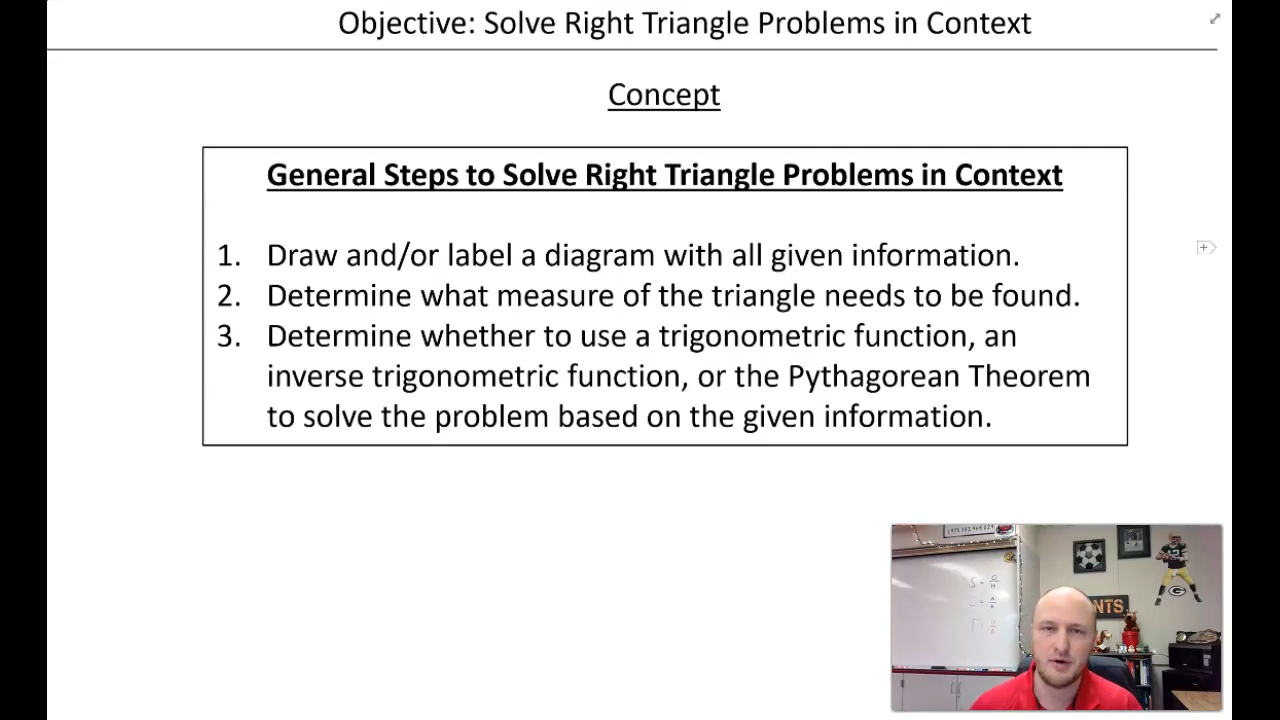 Objective: Solve Right Triangle Problems in Context
Concept
General Steps to Solve Right Triangle Problems in Context
1. Draw and/or label a diagram with all given information.
2. Determine what measure of the triangle needs to be found.
3. Determine whether to use a trigonometric function, an
inverse trigonometric function, or the Pythagorean Theorem
to solve the problem based on the given information.
NTS
G